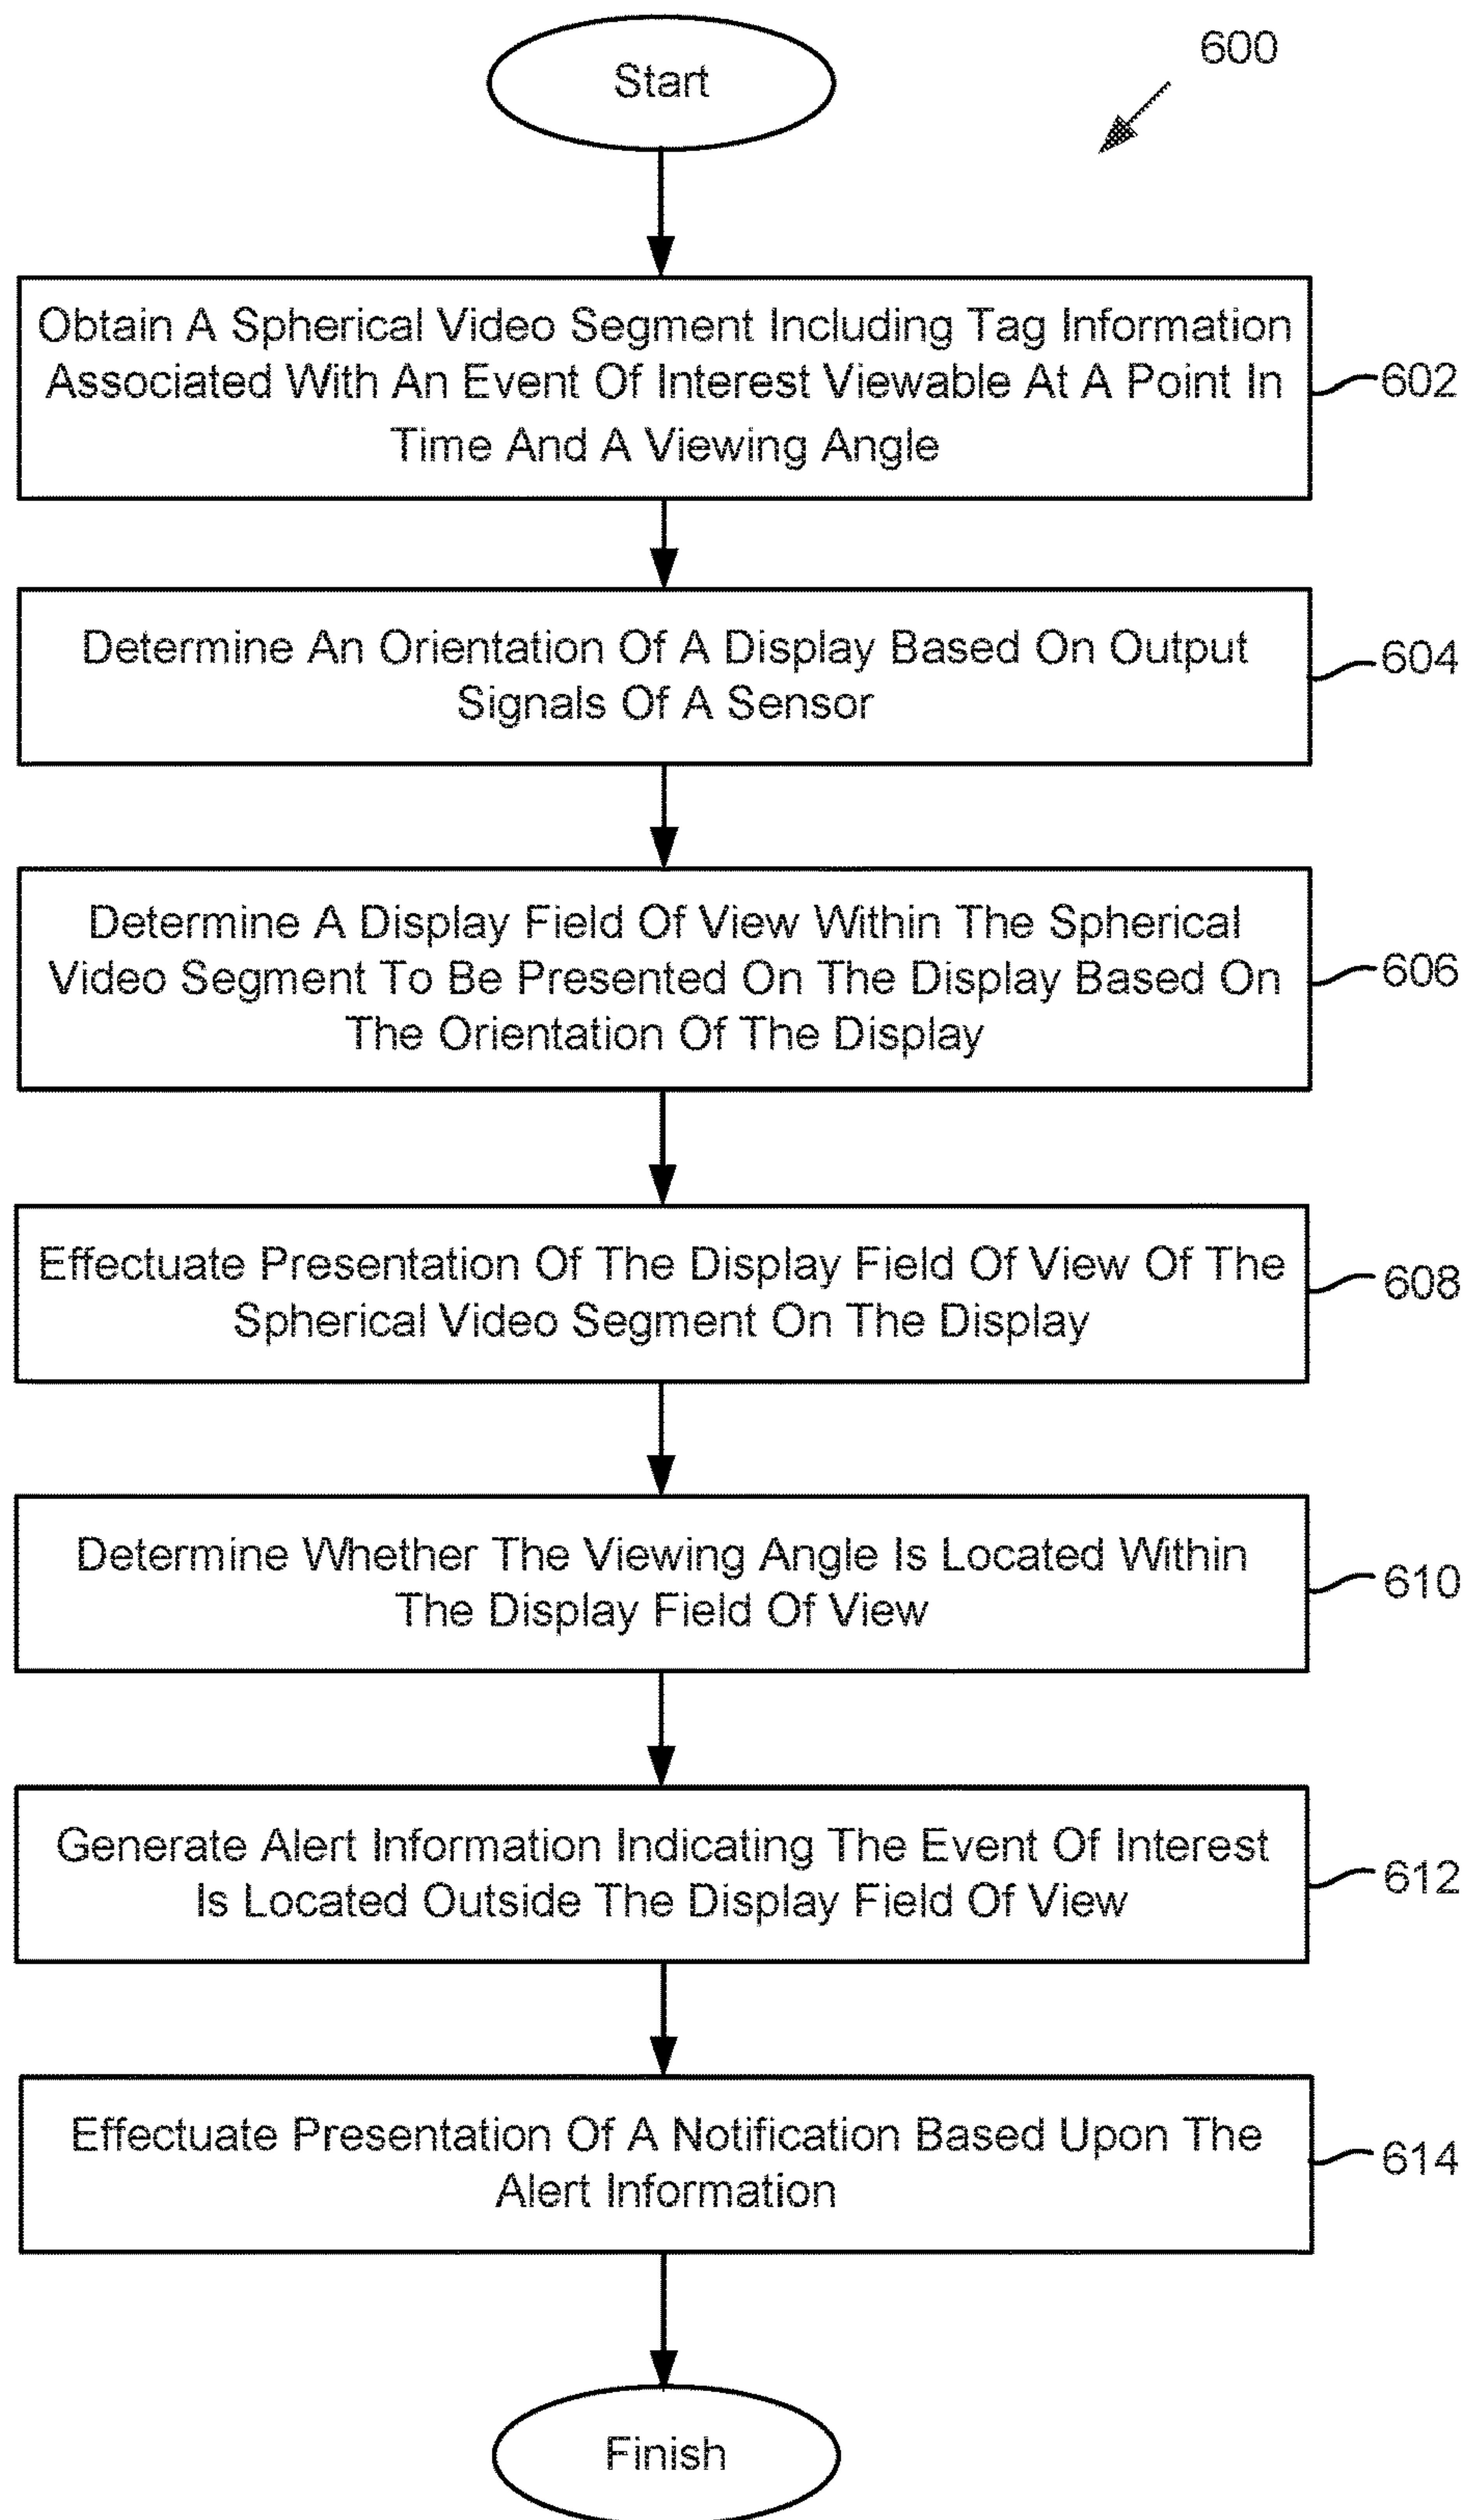 600
Start
Obtain A Spherical Video Segment Including Tag Information
Associated With An Event Of Interest Viewable At A Point In
Time And A Viewing Angle
602
Determine An Orientation Of A Display Based On Output
Signals Of A Sensor
604
Determine A Display Field Of View Within The Spherical
Video Segment To Be Presented On The Display Based On
The Orientation Of The Display
606
Effectuate Presentation Of The Display Field Of View Of The
Spherical Video Segment On The Display
608
Determine Whether The Viewing Angle Is Located Within
The Display Field Of View
610
Generate Alert Information Indicating The Event Of Interest
Is Located Outside The Display Field Of View
612
Effectuate Presentation Of A Notification Based Upon The
Alert Information
614
Finish